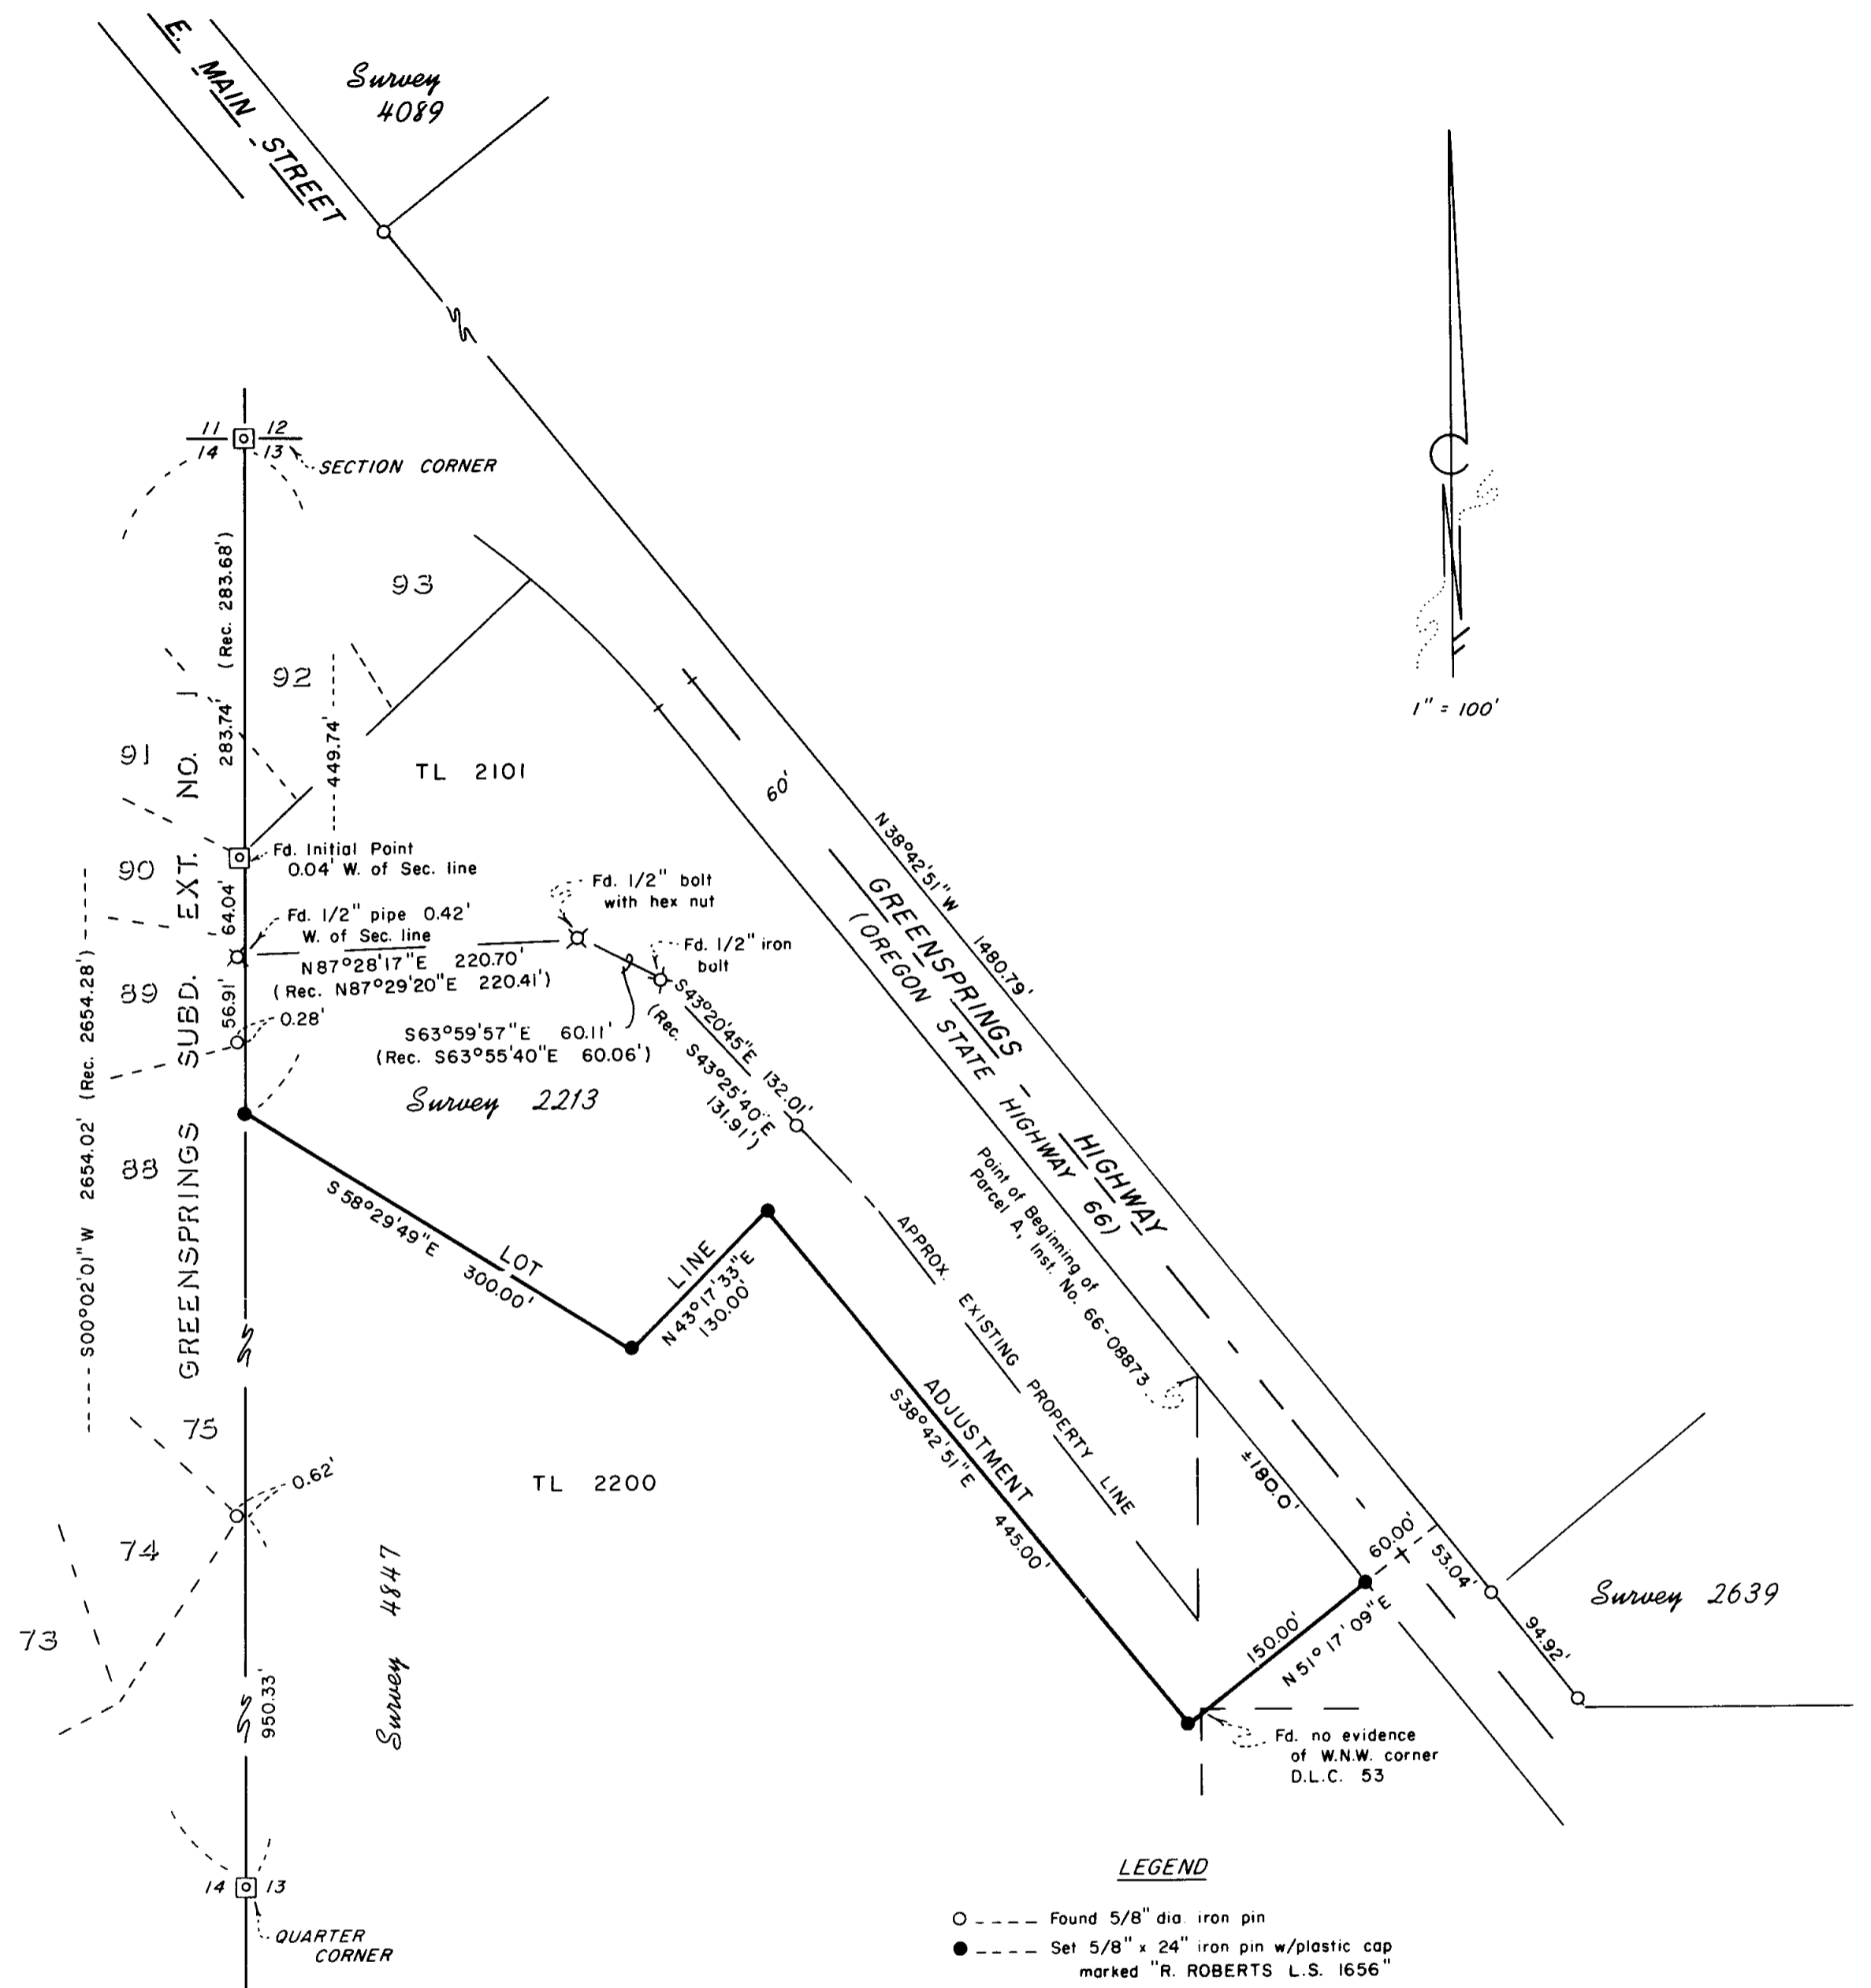 E. MAIN STREET
Survey
4089
11 12
14 13
SECTION CORNER
(Rec. 283.68')
283.74'
93
92
91
449.74'
TL 2101
1" = 100'
60'
N38°42'51"W 1480.79'
GREENSPRINGS - HIGHWAY
(OREGON STATE HIGHWAY 66)
Fd. Initial Point
0.04' W. of Sec. line
90
64.04'
Fd. 1/2" pipe 0.42'
W. of Sec. line
Fd. 1/2" bolt
with hex nut
Fd. 1/2" iron
bolt
N87°28'17"E 220.70'
(Rec. N87°29'20"E 220.41')
89
56.91'
0.28'
S63°59'57"E 60.11'
(Rec. S63°55'40"E 60.06')
S43°20'45"E 132.01'
(Rec. S43°25'40"E
131.91')
Survey 2213
88
GREENSPRINGS SUBD. EXT. NO. 1
S00°02'01"W 2654.02' (Rec. 2654.28')
S58°29'49"E 300.00'
LOT LINE ADJUSTMENT
N43°17'33"E
130.00'
S38°42'51"E 445.00'
APPROX. EXISTING PROPERTY LINE
Point of Beginning of
Parcel A, Inst. No. 66-08873
±180.0'
75
0.62'
TL 2200
74
73
Survey 4847
950.33'
60.00'
53.04'
94.92'
Survey 2639
150.00'
N51°17'09"E
Fd. no evidence
of W.N.W. corner
D.L.C. 53
14 13
QUARTER
CORNER
LEGEND
Found 5/8" dia. iron pin
Set 5/8" x 24" iron pin w/plastic cap
marked "R. ROBERTS L.S. 1656"